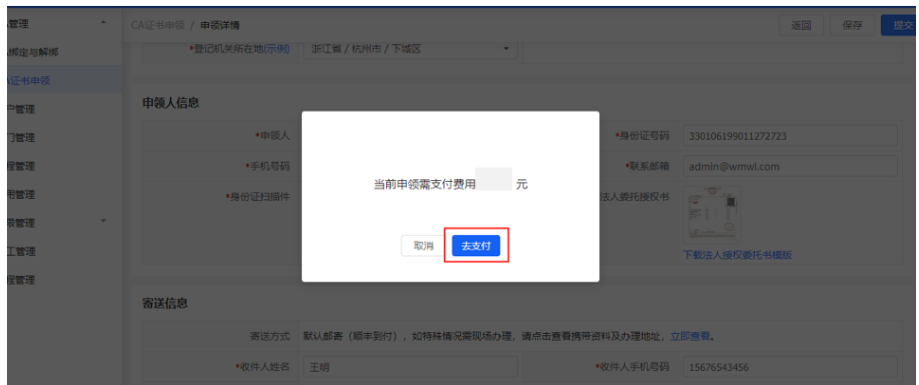 管理
CA证书申领 / 申领详情
返回 保存 提交
绑定与解绑
*登记机关所在地(示例) 浙江省 / 杭州市 / 下城区
证书申领
申领人信息
户管理
门管理
*申领人 *身份证号码 330106199011272723
程管理
*手机号码 *联系邮箱 admin@wmwl.com
当前申领需支付费用 元
用管理
*身份证扫描件 法人委托授权书
管理
取消 去支付
工管理
下载法人授权委托书模版
程管理
寄送信息
寄送方式 默认邮寄（顺丰到付），如特殊情况需现场办理，请点击查看携带资料及办理地址，立即查看。
*收件人姓名 王明 *收件人手机号码 15676543456